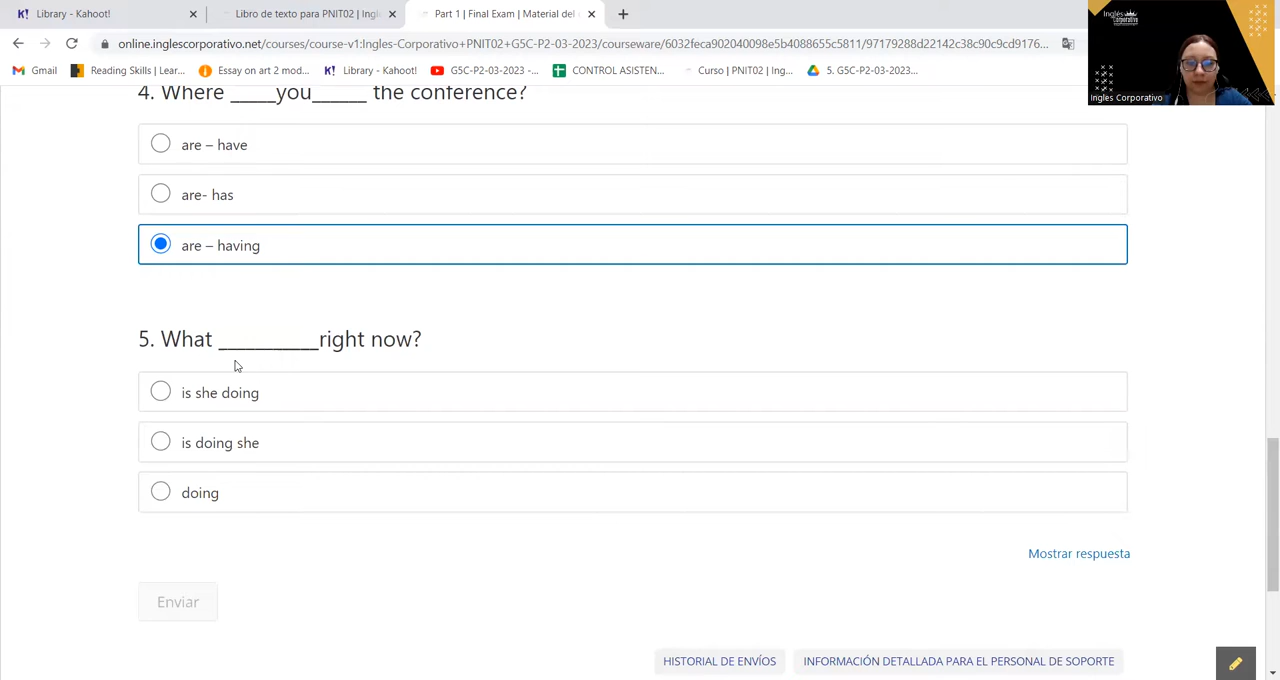 Library - Kahoot!
Libro de texto para PNIT02 | Ingl
Part 1 | Final Exam | Material del
online.inglescorporativo.net/courses/course-v1:Ingles-Corporativo+PNIT02+G5C-P2-03-2023/courseware/6032feca902040098e5b4088655c5811/97179288d22142c38c90c9cd9176...
Gmail
Reading Skills | Lear...
Essay on art 2 mod...
Library - Kahoot!
G5C-P2-03-2023 -...
CONTROL ASISTEN...
Curso | PNIT02 | Ing...
5. G5C-P2-03-2023...
Inglés
Corporativo
Ingles Corporativo
4. Where _____you______ the conference?
are – have
are- has
are – having
5. What ___________right now?
is she doing
is doing she
doing
Mostrar respuesta
Enviar
HISTORIAL DE ENVÍOS
INFORMACIÓN DETALLADA PARA EL PERSONAL DE SOPORTE